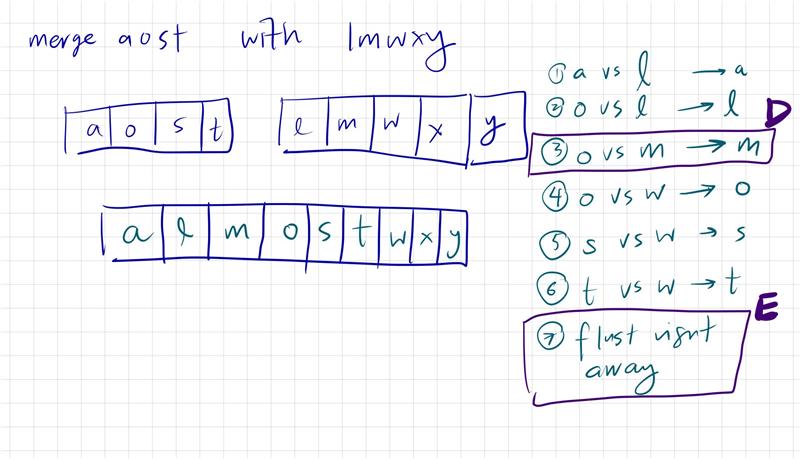 merge aost with lmwxy
a o s t
l m w x y
a l m o s t w x y
① a vs l → a
② o vs l → l
D
③ o vs m → m
④ o vs w → o
⑤ s vs w → s
⑥ t vs w → t
E
⑦ flust right
away